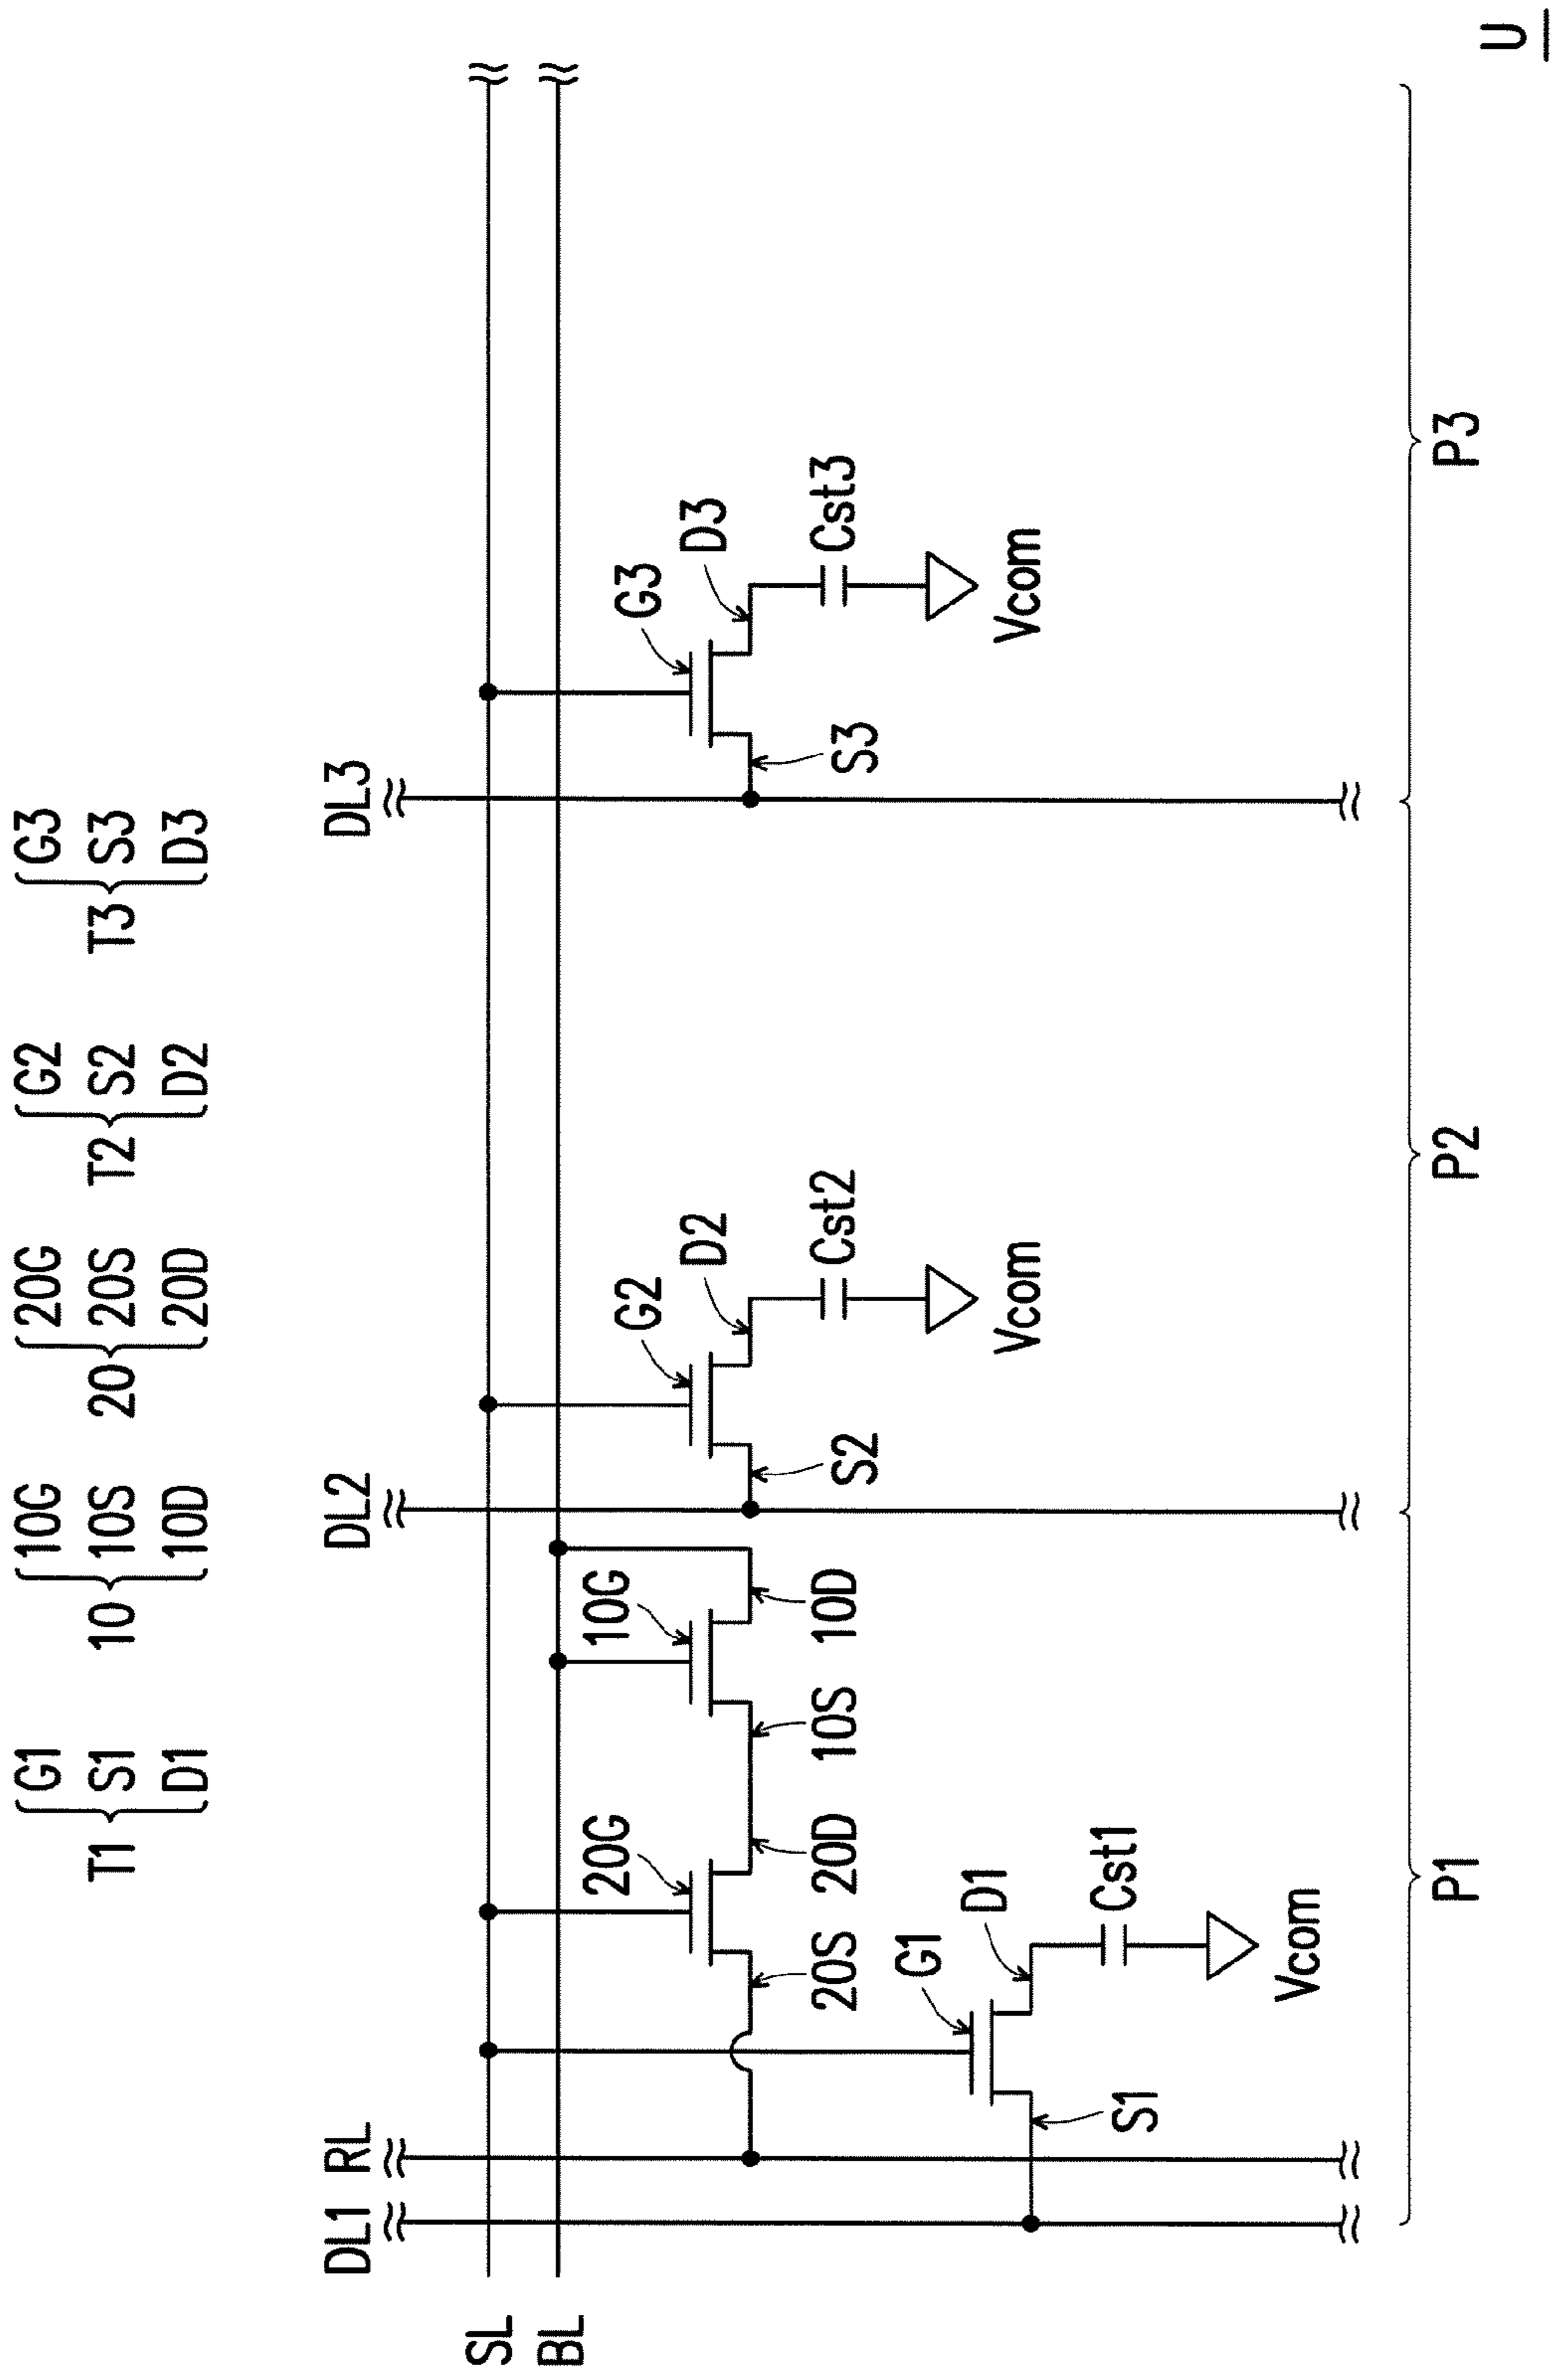 G1 10G 20G G2 G3
T1 S1 10 10S 20 20S T2 S2 T3 S3
D1 10D 20D D2 D3
DL1 RL DL2 DL3
SL
BL
20G 10G G2 G3
D2 D3
20S 20D 10S 10D S2 Cst2 S3 Cst3
G1 D1
Vcom Vcom
S1 Cst1
Vcom
P1 P2 P3
U